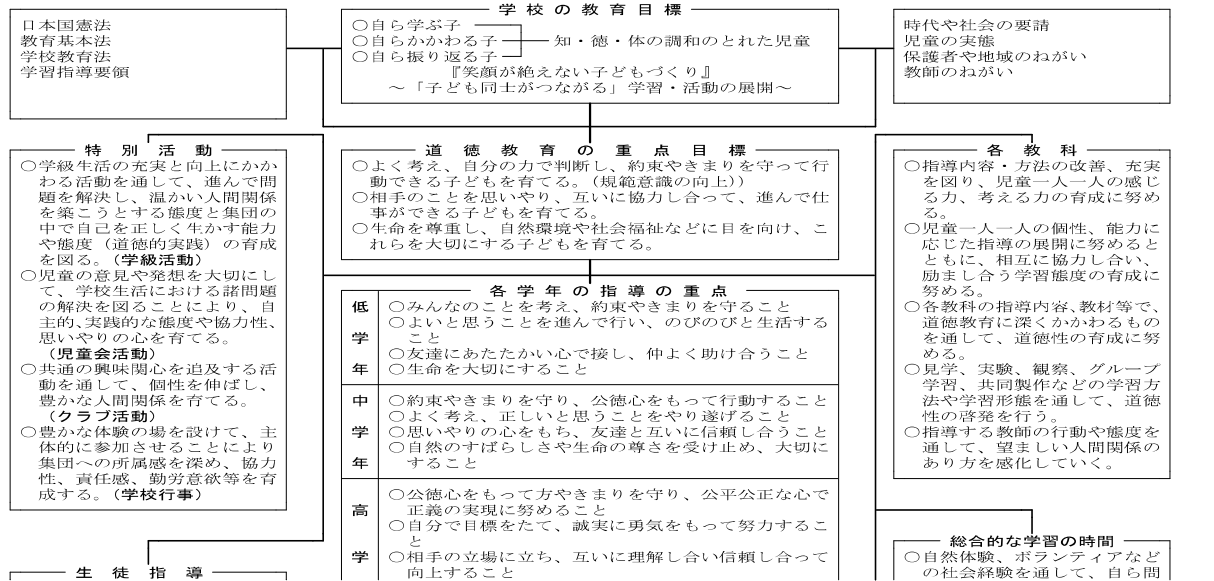 日本国憲法
教育基本法
学校教育法
学習指導要領
学校の教育目標
○自ら学ぶ子
○自らかかわる子
○自ら振り返る子
知・徳・体の調和のとれた児童
『笑顔が絶えない子どもづくり』
～「子ども同士がつながる」学習・活動の展開～
時代や社会の要請
児童の実態
保護者や地域のねがい
教師のねがい
特別活動
○学級生活の充実と向上にかか
わる活動を通して、進んで問
題を解決し、温かい人間関係
を築こうとする態度と集団の
中で自己を正しく生かす能力
や態度（道徳的実践）の育成
を図る。（学級活動）
○児童の意見や発想を大切にし
て、学校生活における諸問題
の解決を図ることにより、自
主的、実践的な態度や協力性、
思いやりの心を育てる。
（児童会活動）
○共通の興味関心を追及する活
動を通して、個性を伸ばし、
豊かな人間関係を育てる。
（クラブ活動）
○豊かな体験の場を設けて、主
体的に参加させることにより
集団への所属感を深め、協力
性、責任感、勤労意欲等を育
成する。（学校行事）
生徒指導
道徳教育の重点目標
○よく考え、自分の力で判断し、約束やきまりを守って行
動できる子どもを育てる。（規範意識の向上））
○相手のことを思いやり、互いに協力し合って、進んで仕
事ができる子どもを育てる。
○生命を尊重し、自然環境や社会福祉などに目を向け、こ
れらを大切にする子どもを育てる。
各学年の指導の重点
低学年
○みんなのことを考え、約束やきまりを守ること
○よいと思うことを進んで行い、のびのびと生活する
こと
○友達にあたたかい心で接し、仲よく助け合うこと
○生命を大切にすること
中学年
○約束やきまりを守り、公徳心をもって行動すること
○よく考え、正しいと思うことをやり遂げること
○思いやりの心をもち、友達と互いに信頼し合うこと
○自然のすばらしさや生命の尊さを受け止め、大切に
すること
高学
○公徳心をもって方やきまりを守り、公平公正な心で
正義の実現に努めること
○自分で目標をたて、誠実に勇気をもって努力するこ
と
○相手の立場に立ち、互いに理解し合い信頼し合って
向上すること
各教科
○指導内容・方法の改善、充実
を図り、児童一人一人の感じ
る力、考える力の育成に努め
る。
○児童一人一人の個性、能力に
応じた指導の展開に努めると
ともに、相互に協力し合い、
励まし合う学習態度の育成に
努める。
○各教科の指導内容、教材等で、
道徳教育に深くかかわるもの
を通して、道徳性の育成に努
める。
○見学、実験、観察、グループ
学習、共同製作などの学習方
法や学習形態を通して、道徳
性の啓発を行う。
○指導する教師の行動や態度を
通して、望ましい人間関係の
あり方を感化していく。
総合的な学習の時間
○自然体験、ボランティアなど
の社会経験を通して、自ら問